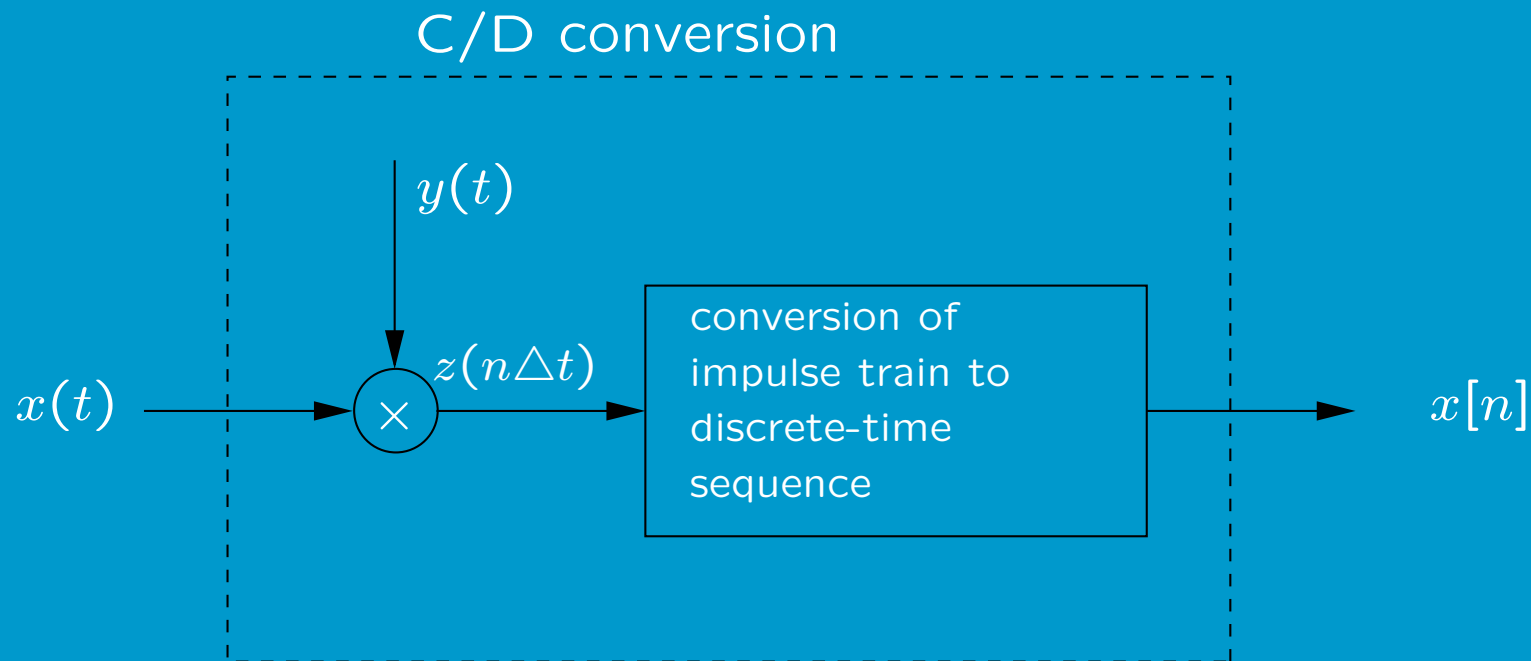 C/D conversion
y(t)
x(t)
×
z(n△t)
conversion of
impulse train to
discrete-time
sequence
x[n]